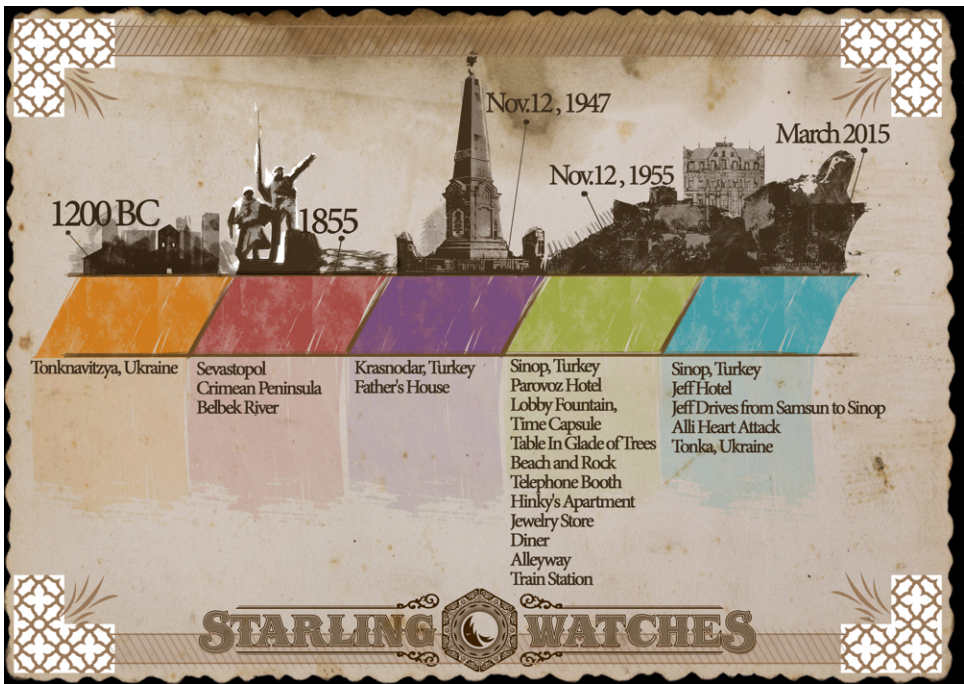 1200 BC
1855
Nov.12 , 1947
Nov.12 , 1955
March 2015
Tonknavitzya, Ukraine
Sevastopol
Crimean Peninsula
Belbek River
Krasnodar, Turkey
Father's House
Sinop, Turkey
Parovoz Hotel
Lobby Fountain,
Time Capsule
Table In Glade of Trees
Beach and Rock
Telephone Booth
Hinky's Apartment
Jewelry Store
Diner
Alleyway
Train Station
Sinop, Turkey
Jeff Hotel
Jeff Drives from Samsun to Sinop
Alli Heart Attack
Tonka, Ukraine
STARLING WATCHES